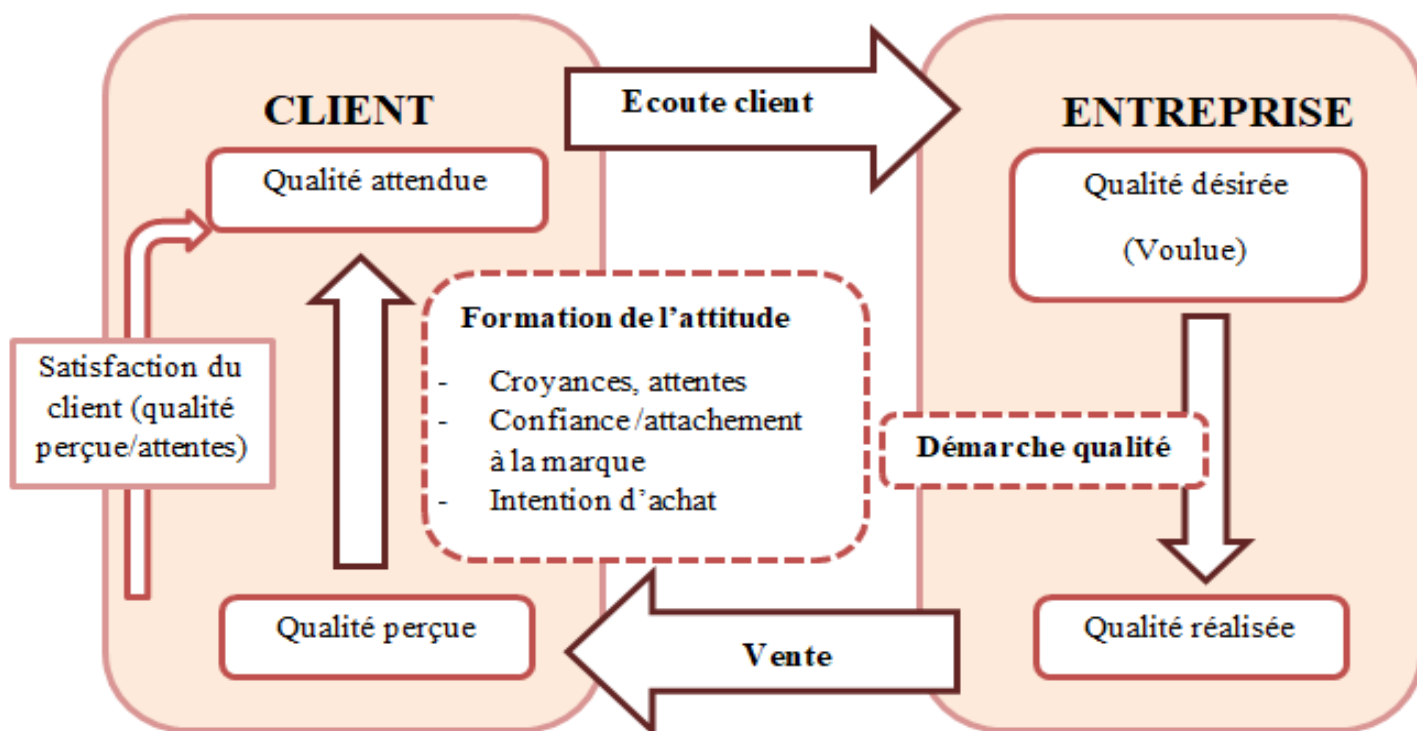 CLIENT
Qualité attendue
Ecoute client
ENTREPRISE
Qualité désirée
(Voulue)
Formation de l'attitude
- Croyances, attentes
- Confiance/attachement
à la marque
- Intention d'achat
Satisfaction du
client (qualité
perçue/attentes)
Démarche qualité
Qualité perçue
Vente
Qualité réalisée